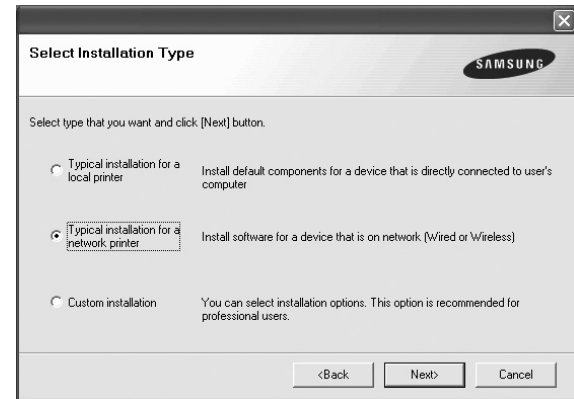 Select Installation Type
SAMSUNG
Select type that you want and click [Next] button.
Typical installation for a
local printer
Install default components for a device that is directly connected to user's
computer
Typical installation for a
network printer
Install software for a device that is on network (Wired or Wireless)
Custom installation
You can select installation options. This option is recommended for
professional users.
<Back
Next>
Cancel